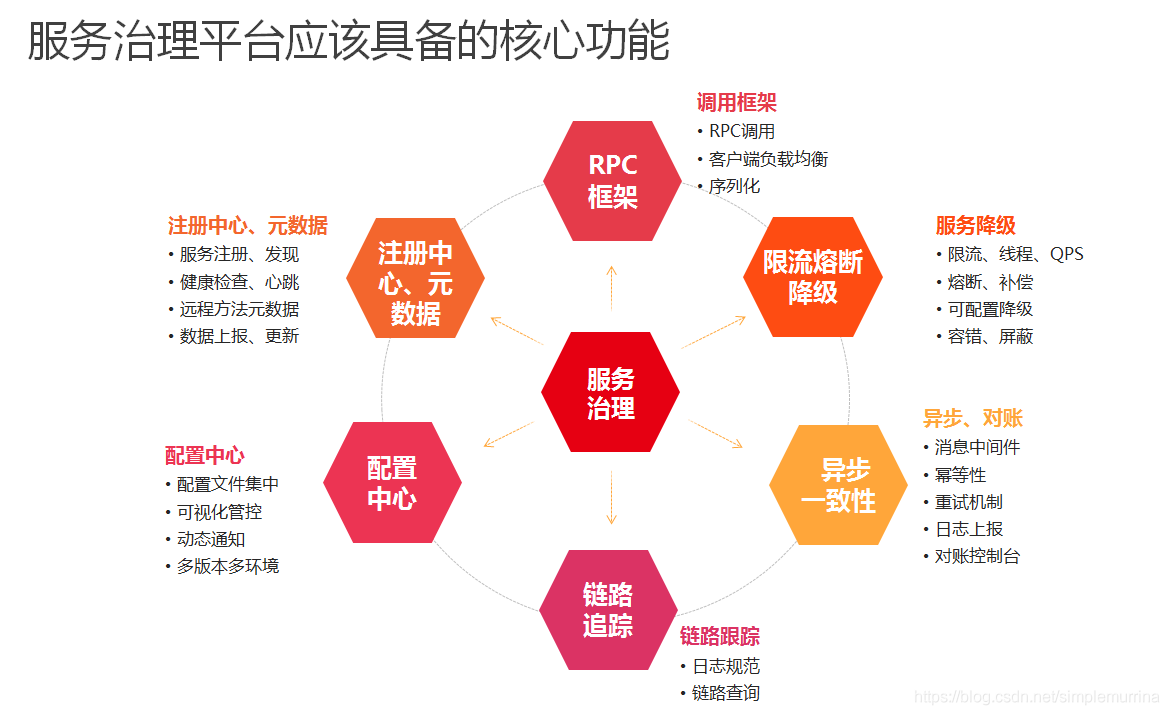 服务治理平台应该具备的核心功能
调用框架
• RPC调用
• 客户端负载均衡
• 序列化
RPC
框架
注册中心、元数据
• 服务注册、发现
• 健康检查、心跳
• 远程方法元数据
• 数据上报、更新
注册中
心、元
数据
限流熔断
降级
服务降级
• 限流、线程、QPS
• 熔断、补偿
• 可配置降级
• 容错、屏蔽
服务
治理
配置中心
• 配置文件集中
• 可视化管控
• 动态通知
• 多版本多环境
配置
中心
异步
一致性
异步、对账
• 消息中间件
• 幂等性
• 重试机制
• 日志上报
• 对账控制台
链路
追踪
链路跟踪
• 日志规范
• 链路查询
https://blog.csdn.net/simplemurrina